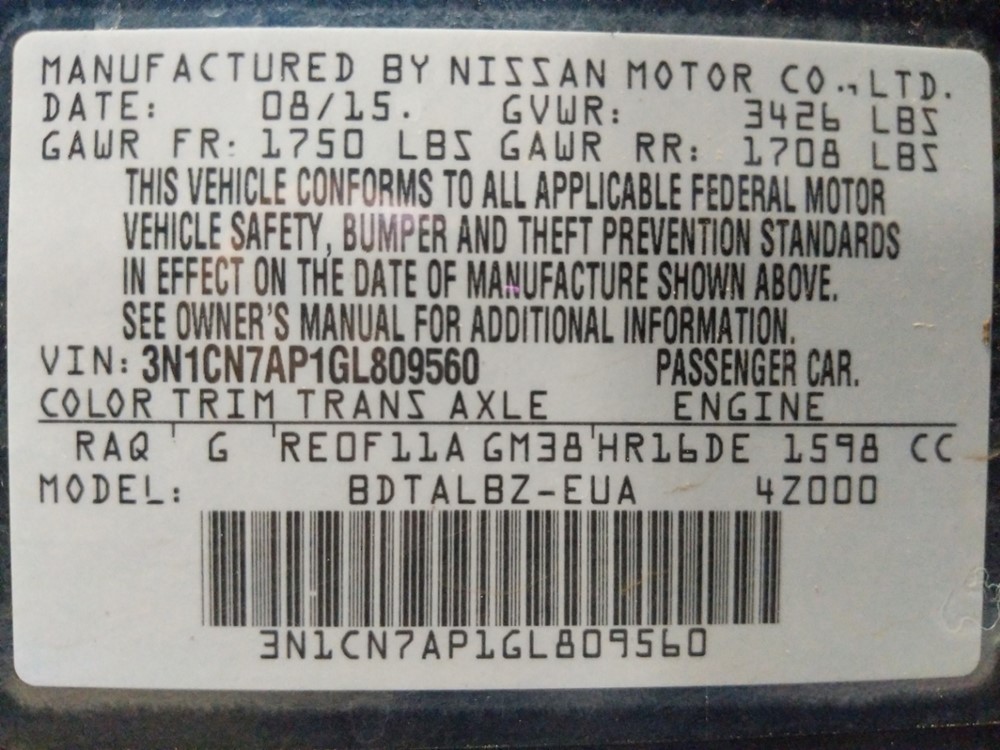 MANUFACTURED BY NISSAN MOTOR CO.,LTD.
DATE: 08/15. GVWR: 3426 LBS
GAWR FR: 1750 LBS GAWR RR: 1708 LBS
THIS VEHICLE CONFORMS TO ALL APPLICABLE FEDERAL MOTOR
VEHICLE SAFETY, BUMPER AND THEFT PREVENTION STANDARDS
IN EFFECT ON THE DATE OF MANUFACTURE SHOWN ABOVE.
SEE OWNER'S MANUAL FOR ADDITIONAL INFORMATION.
VIN: 3N1CN7AP1GL809560 PASSENGER CAR.
COLOR TRIM TRANS AXLE ENGINE
RAQ G RE0F11A GM38 HR16DE 1598 CC
MODEL: BDTALBZ-EUA 4Z000
3N1CN7AP1GL809560